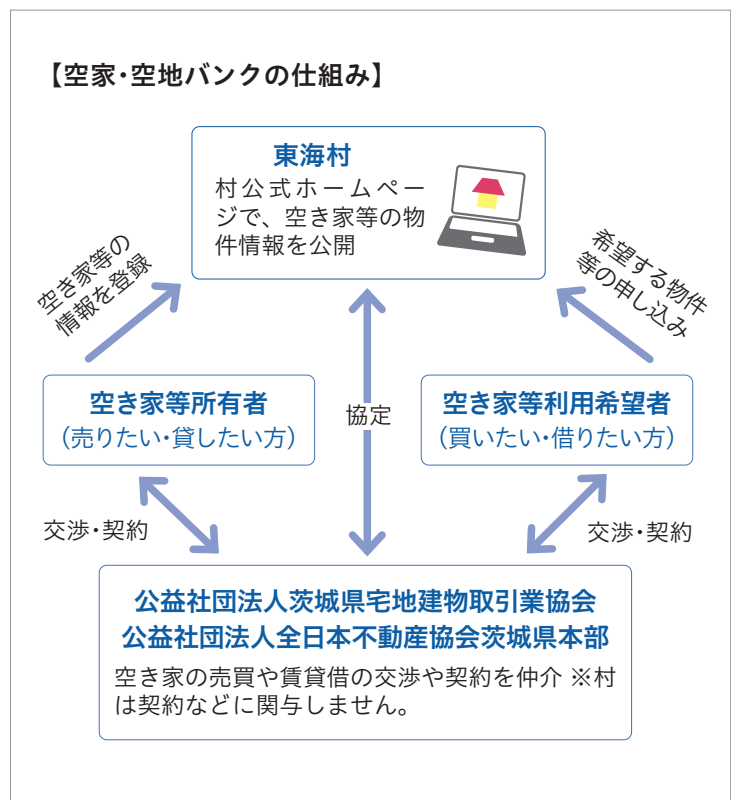 【空家・空地バンクの仕組み】
東海村
村公式ホームペー
ジで、空き家等の物
件情報を公開
空き家等の
情報を登録
希望する物件
等の申し込み
空き家等所有者
（売りたい・貸したい方）
協定
空き家等利用希望者
（買いたい・借りたい方）
交渉・契約
交渉・契約
公益社団法人茨城県宅地建物取引業協会
公益社団法人全日本不動産協会茨城県本部
空き家の売買や賃貸借の交渉や契約を仲介 ※村
は契約などに関与しません。